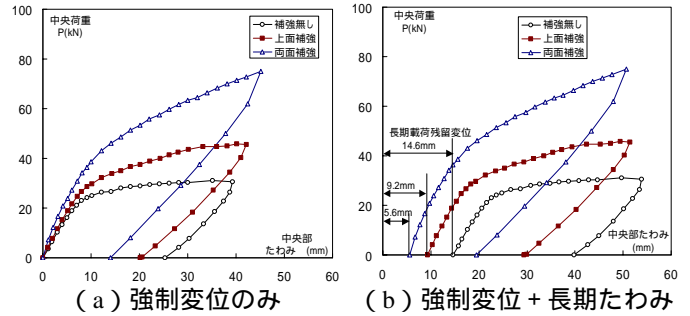 中央荷重
P(kN)
補強無し
上面補強
両面補強
100
80
60
40
20
0
0 10 20 30 40 50 60
中央部
たわみ (mm)
(a)強制変位のみ
中央荷重
P(kN)
補強無し
上面補強
両面補強
100
80
60
40
20
0
長期載荷残留変位
14.6mm
9.2mm
5.6mm
0 10 20 30 40 50 60
中央部たわみ
(mm)
(b)強制変位+長期たわみ